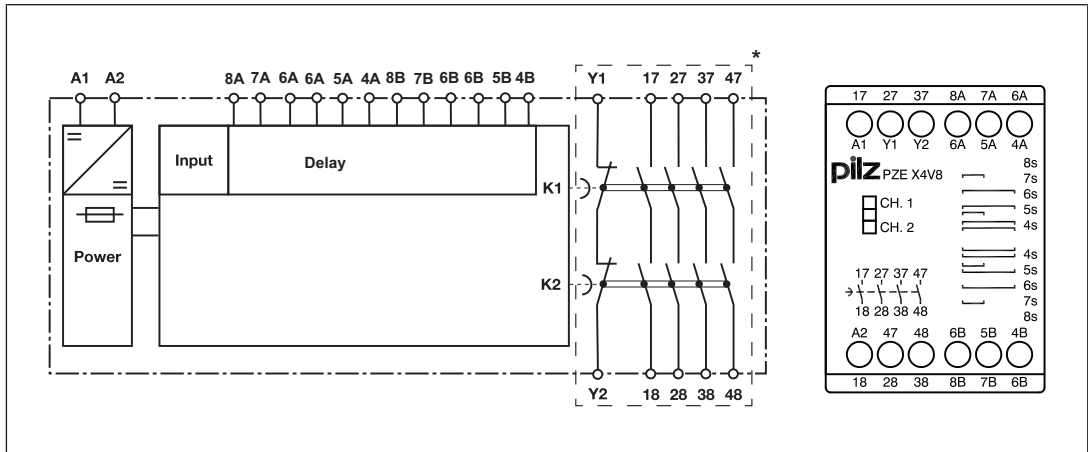 *
A1 A2 8A 7A 6A 6A 5A 4A 8B 7B 6B 6B 5B 4B Y1 17 27 37 47
Input Delay
K1
Power
K2
Y2 18 28 38 48
17 27 37 8A 7A 6A
A1 Y1 Y2 6A 5A 4A
pilz PZE X4V8
8s
7s
6s
CH. 1
5s
CH. 2
4s
4s
5s
17 27 37 47
6s
7s
18 28 38 48
8s
A2 47 48 6B 5B 4B
18 28 38 8B 7B 6B